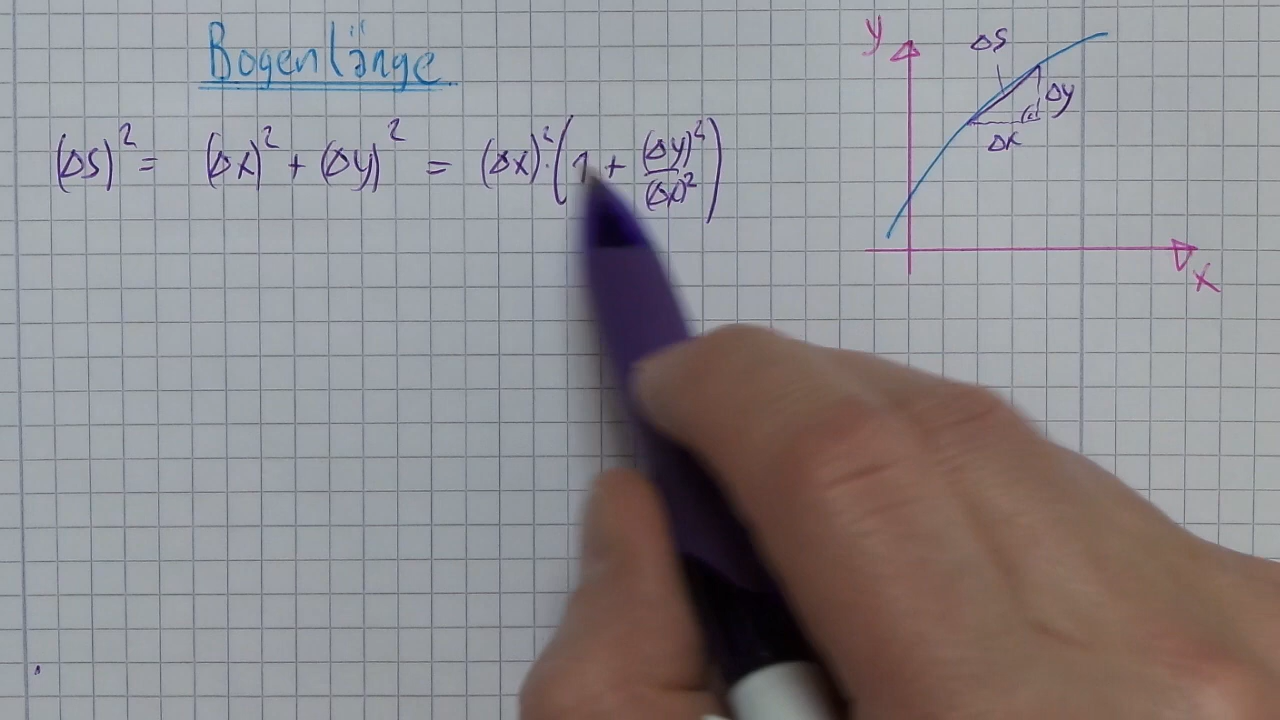 Bogenlänge
(Δs)² = (Δx)² + (Δy)² = (Δx)² · (1 + (Δy)²/(Δx)²)
y
Δs
Δy
Δx
x